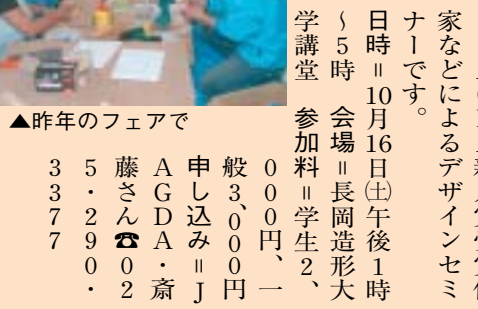 家などによるデザインセミ
ナーです。
日時＝10月16日㈯午後1時
～5時　会場＝長岡造形大
学講堂　参加料＝学生2、
000円、一
般3、000円
申し込み＝J
AGDA・斎
藤さん☎02
5・290・
3377
▲昨年のフェアで